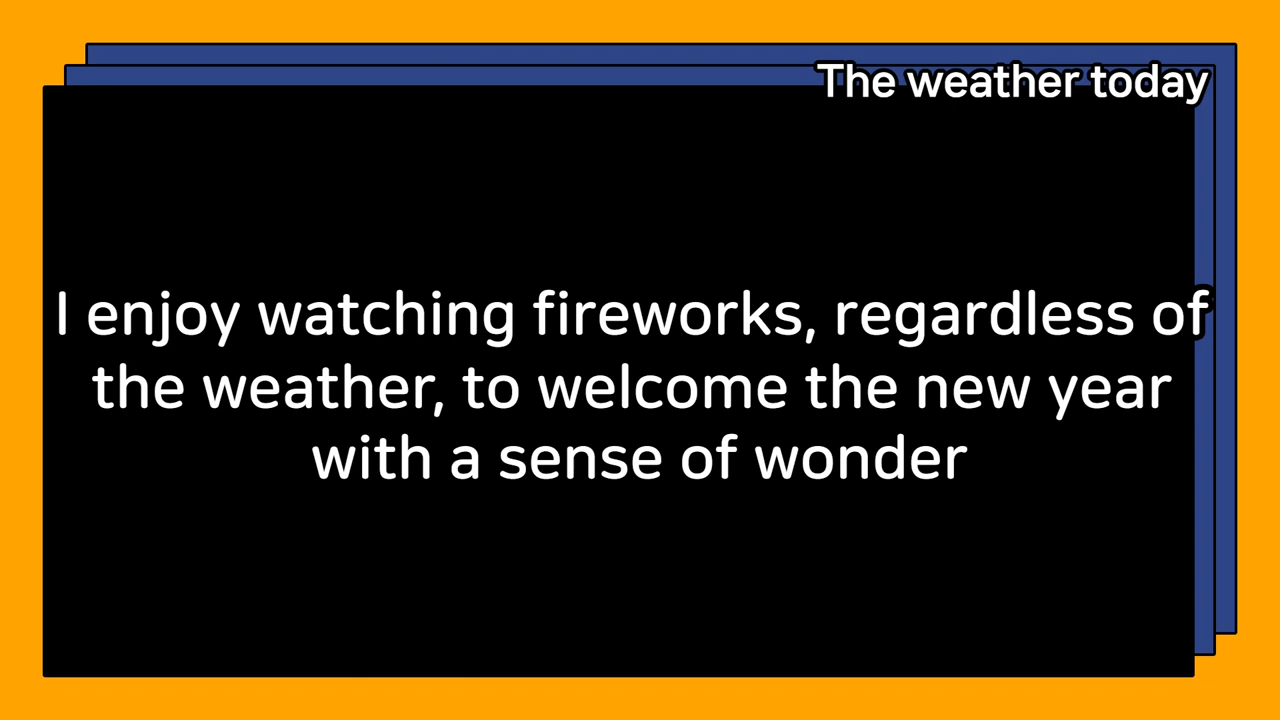 The weather today
I enjoy watching fireworks, regardless of
the weather, to welcome the new year
with a sense of wonder